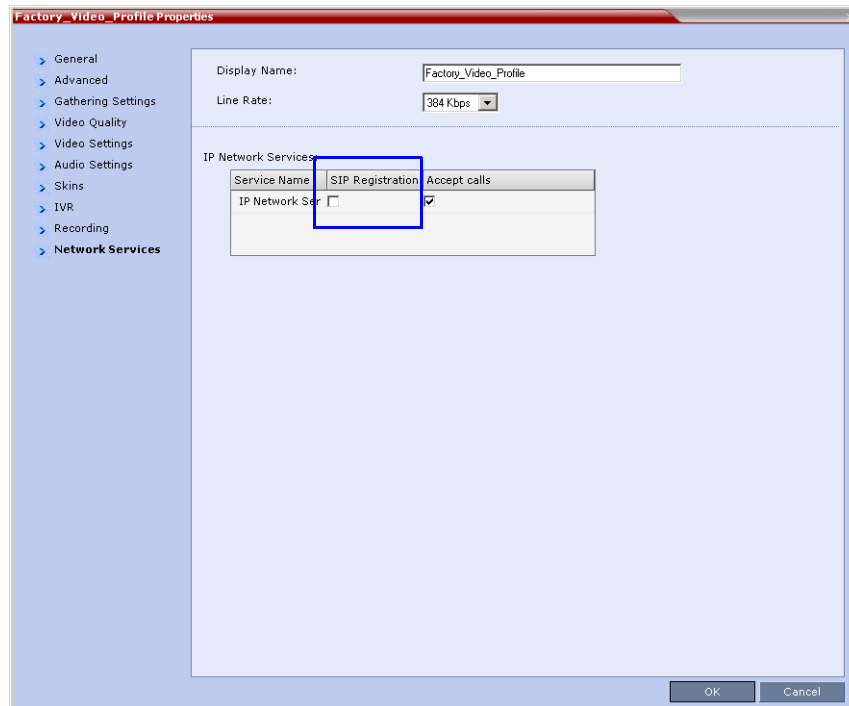 Factory_Video_Profile Properties
General
Advanced
Gathering Settings
Video Quality
Video Settings
Audio Settings
Skins
IVR
Recording
Network Services
Display Name: Factory_Video_Profile
Line Rate: 384 Kbps
IP Network Services:
Service Name SIP Registration Accept calls
IP Network Ser
OK Cancel